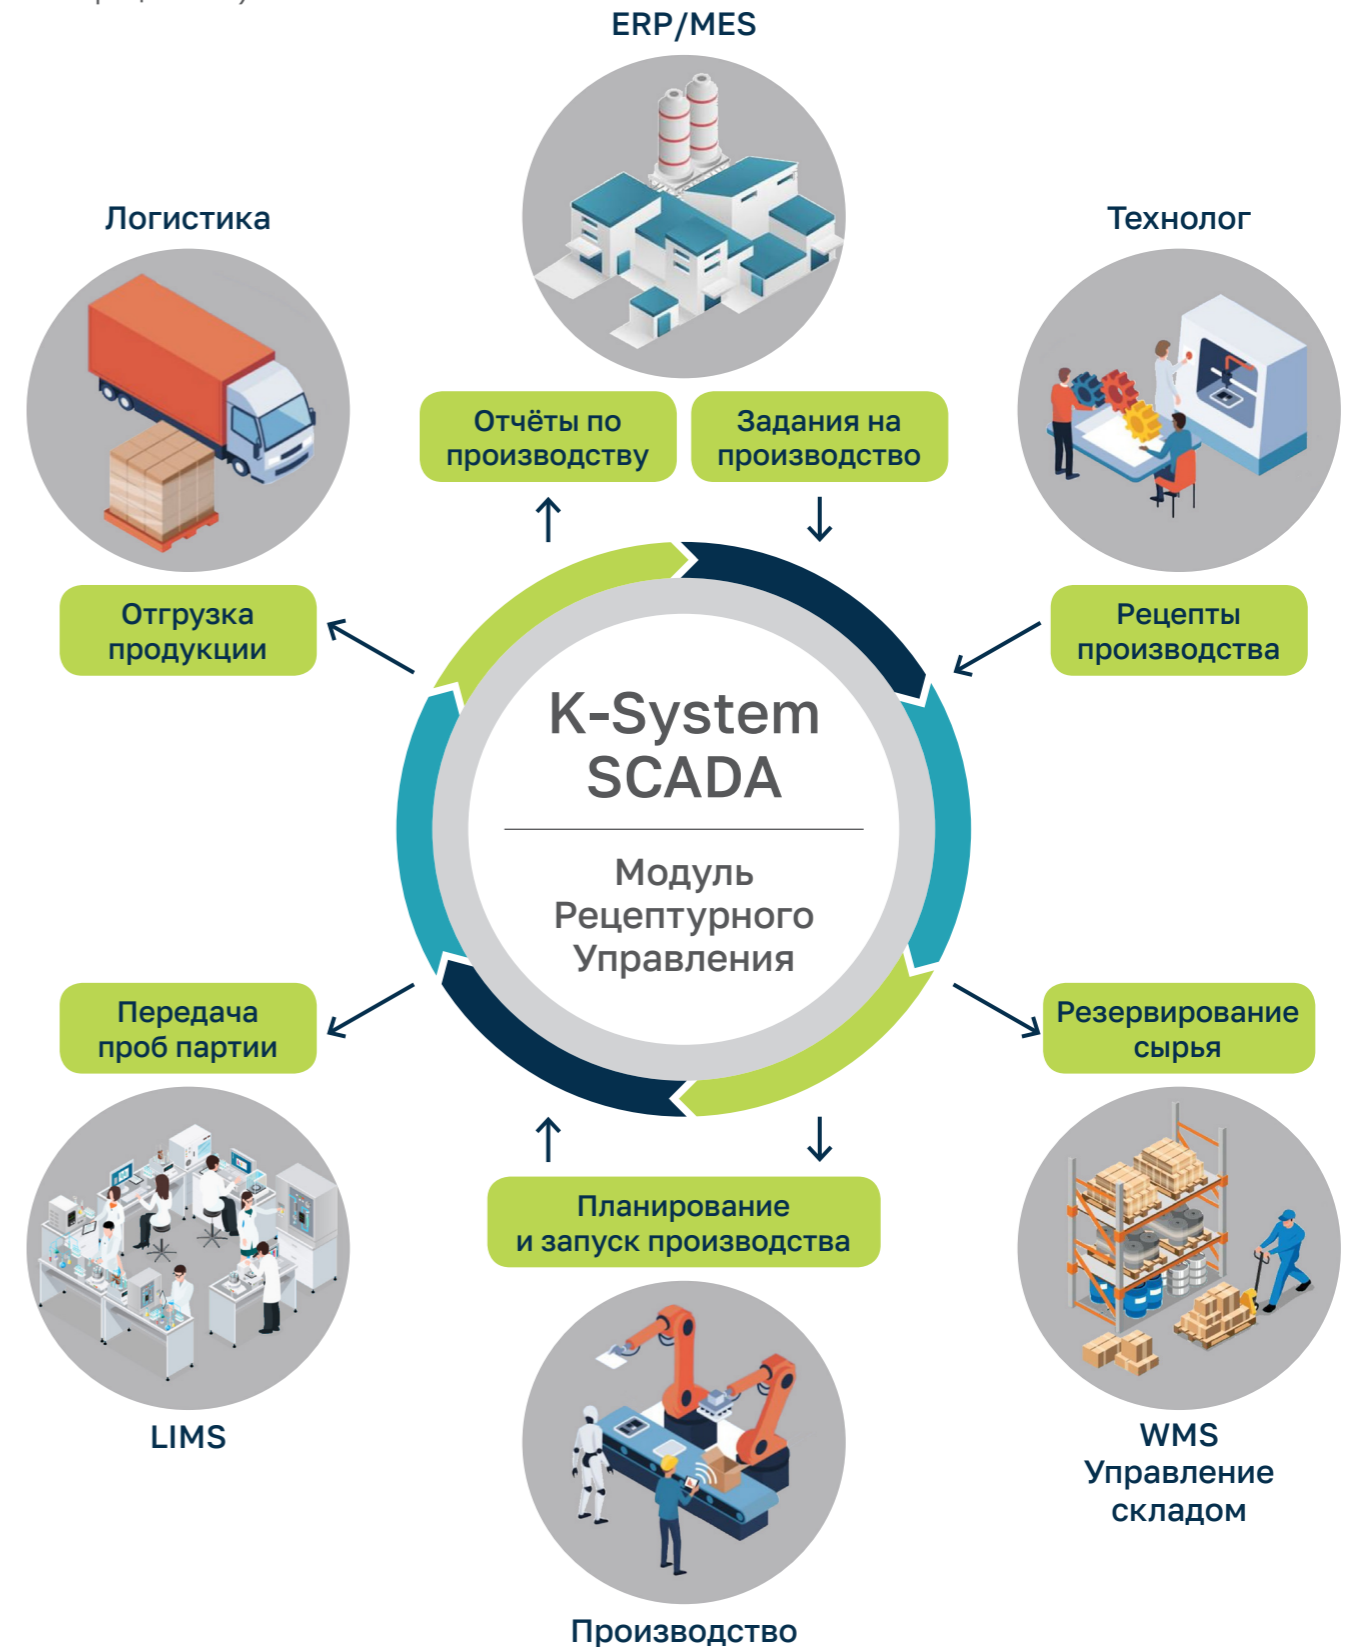 ERP/MES
Логистика
Технолог
Отчёты по
производству
Задания на
производство
Отгрузка
продукции
Рецепты
производства
K-System
SCADA
Модуль
Рецептурного
Управления
Передача
проб партии
Резервирование
сырья
Планирование
и запуск производства
LIMS
WMS
Управление
складом
Производство